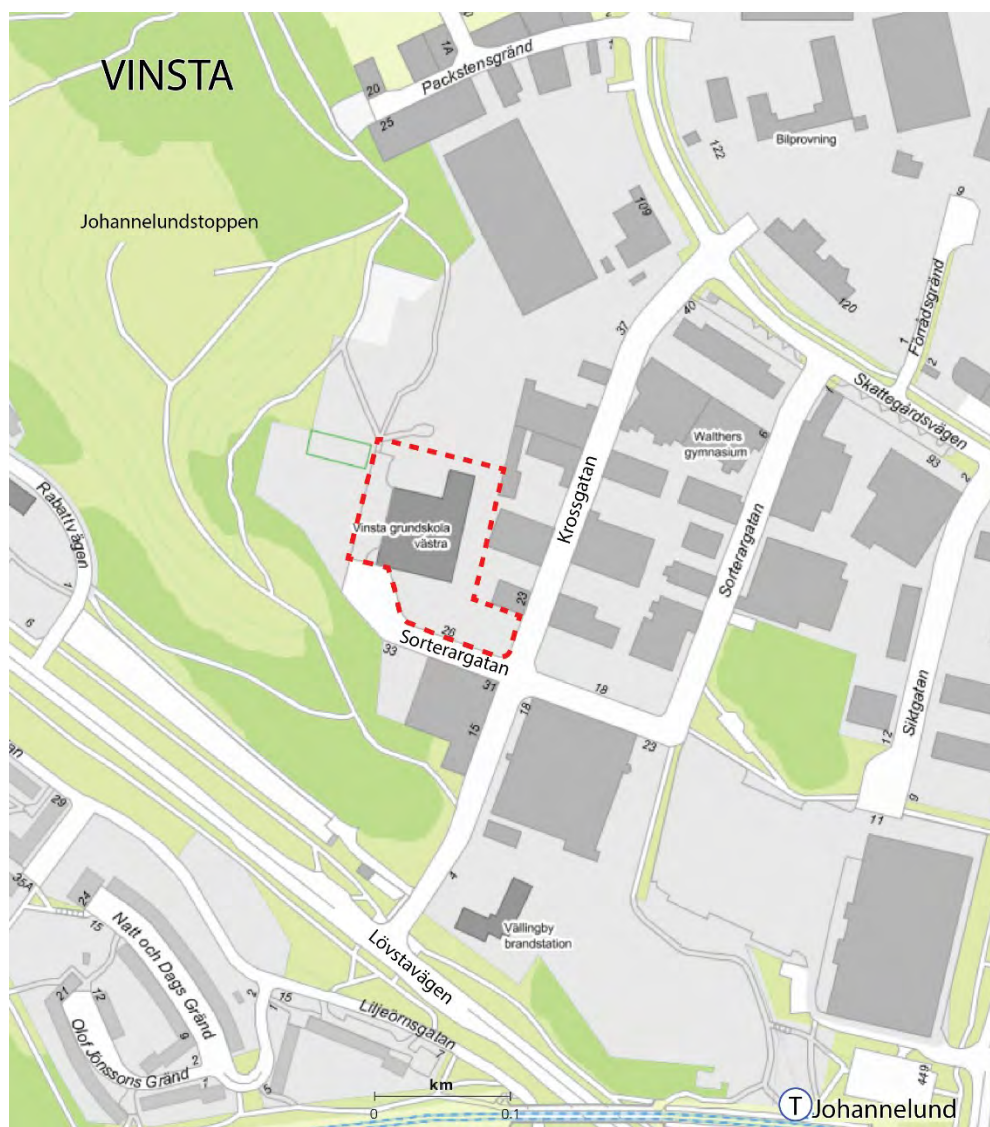 Packstensgränd
1A
1
20
25
VINSTA
Bilprovning
122
109
9
Johannelundstoppen
120
Förrådsgränd
1
2
37
40
Skattegårdsvägen
1
93
2
Walthers
gymnasium
6
Krossgatan
Sorterargatan
Rabattvägen
1
6
Vinsta grundskola
västra
23
26
Sorterargatan
33
31
18
18
15
23
Siktgatan
12
9
11
29
35A
24
15
Natt och Dags Gränd
4
Vällingby
brandstation
Lövstavägen
21
12
9
2
2
1
15
1
5
Olof Jönssons Gränd
Liljeörnsgatan
7
km
0
0.1
449
T Johannelund